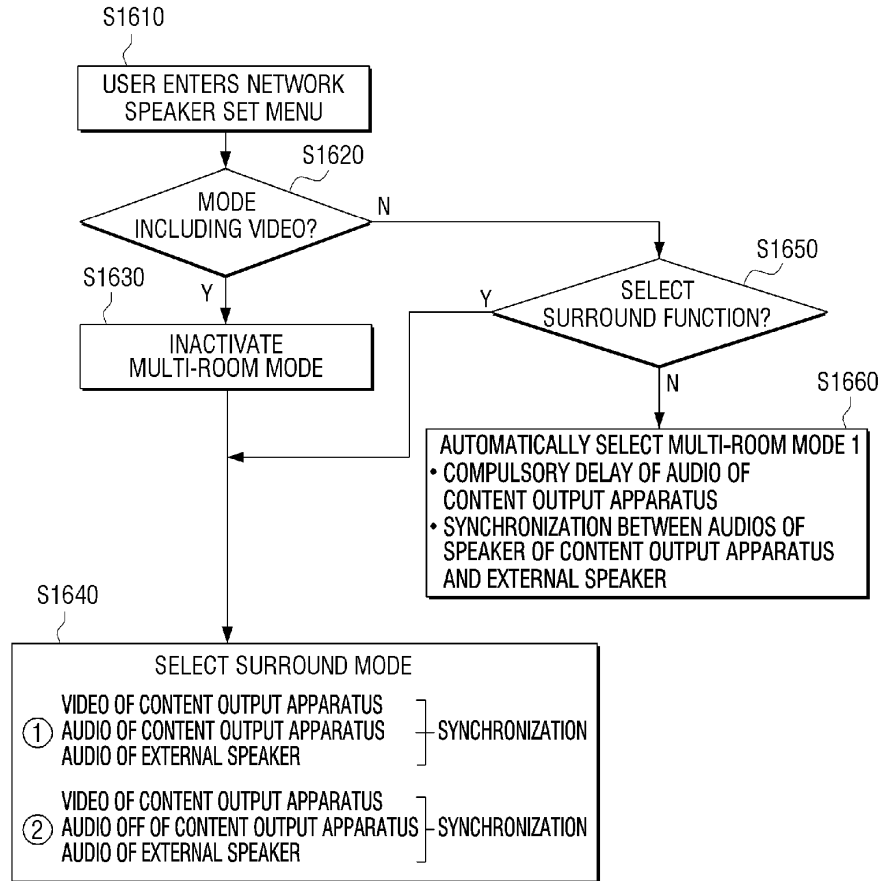 S1610
USER ENTERS NETWORK
SPEAKER SET MENU
S1620
MODE
INCLUDING VIDEO?
N
Y
S1630
INACTIVATE
MULTI-ROOM MODE
S1650
SELECT
SURROUND FUNCTION?
Y
N
S1660
AUTOMATICALLY SELECT MULTI-ROOM MODE 1
• COMPULSORY DELAY OF AUDIO OF
CONTENT OUTPUT APPARATUS
• SYNCHRONIZATION BETWEEN AUDIOS OF
SPEAKER OF CONTENT OUTPUT APPARATUS
AND EXTERNAL SPEAKER
S1640
SELECT SURROUND MODE
VIDEO OF CONTENT OUTPUT APPARATUS
① AUDIO OF CONTENT OUTPUT APPARATUS SYNCHRONIZATION
AUDIO OF EXTERNAL SPEAKER
VIDEO OF CONTENT OUTPUT APPARATUS
② AUDIO OFF OF CONTENT OUTPUT APPARATUS SYNCHRONIZATION
AUDIO OF EXTERNAL SPEAKER